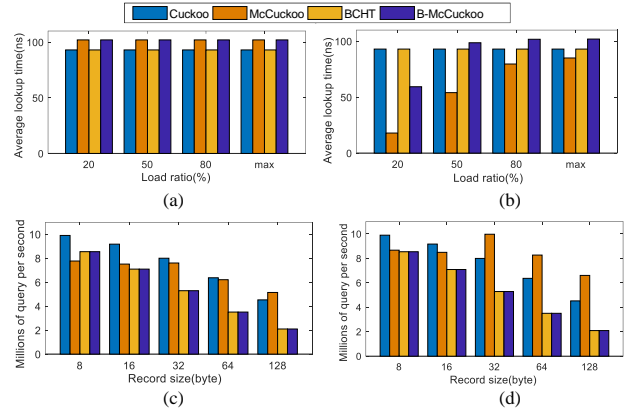 Cuckoo McCuckoo BCHT B-McCuckoo
Average lookup time(ns)
100
50
0
20 50 80 max
Load ratio(%)
(a)
Average lookup time(ns)
100
50
0
20 50 80 max
Load ratio(%)
(b)
Millions of query per second
10
8
6
4
2
0
8 16 32 64 128
Record size(byte)
(c)
Millions of query per second
10
8
6
4
2
0
8 16 32 64 128
Record size(byte)
(d)